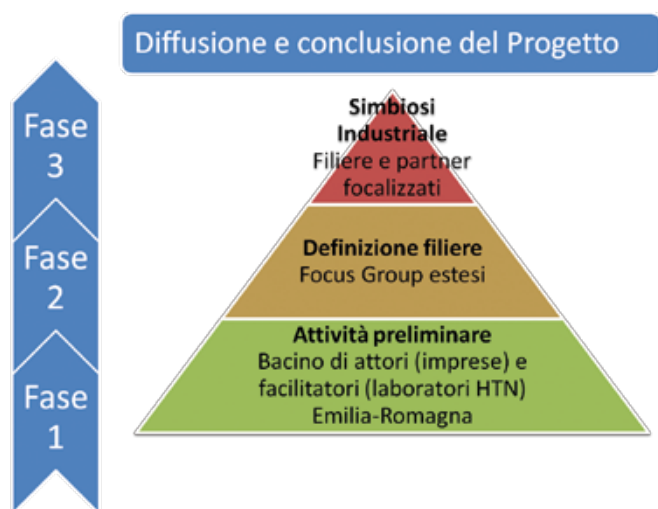 Diffusione e conclusione del Progetto
Fase
3
Simbiosi
Industriale
Filiere e partner
focalizzati
Fase
2
Definizione filiere
Focus Group estesi
Fase
1
Attività preliminare
Bacino di attori (imprese) e
facilitatori (laboratori HTN)
Emilia-Romagna